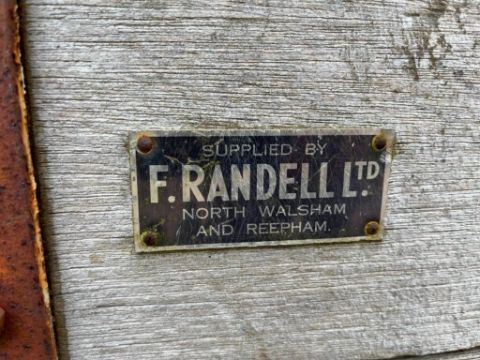 SUPPLIED BY
F. RANDELL LTD.
NORTH WALSHAM
AND REEPHAM.